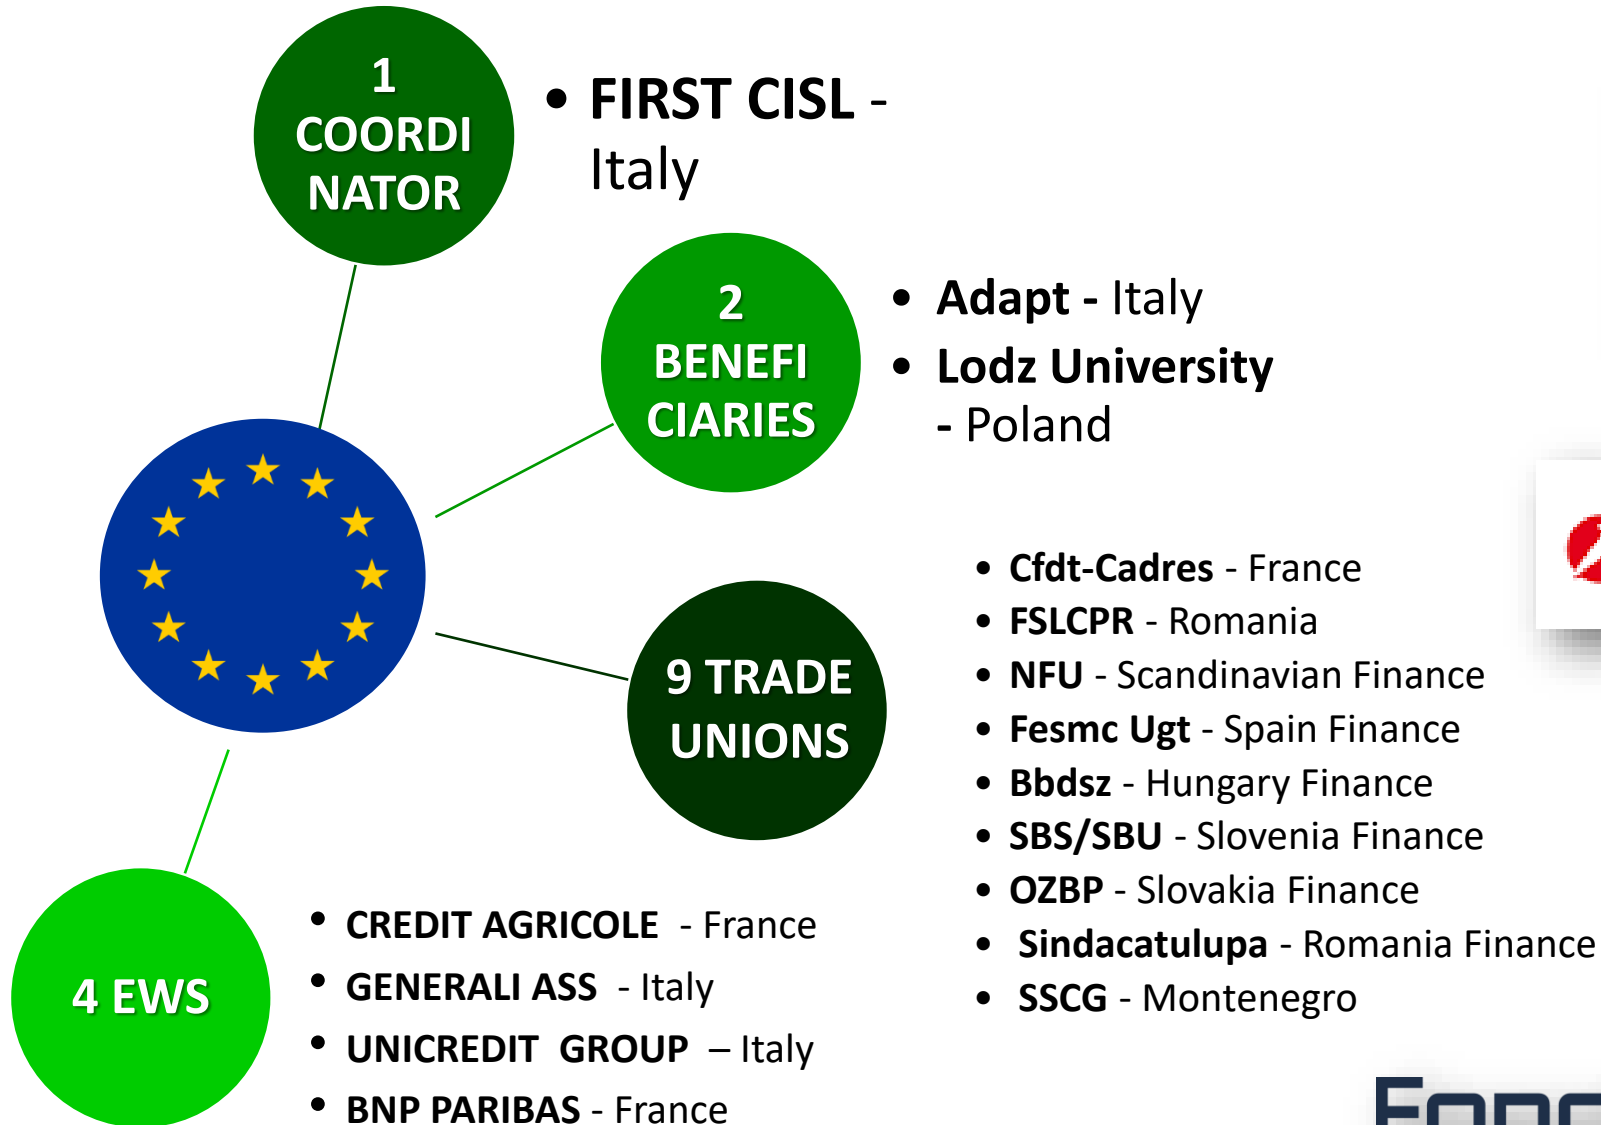 1
COORDI
NATOR
• FIRST CISL -
Italy
2
BENEFI
CIARIES
• Adapt - Italy
• Lodz University
- Poland
9 TRADE
UNIONS
• Cfdt-Cadres - France
• FSLCPR - Romania
• NFU - Scandinavian Finance
• Fesmc Ugt - Spain Finance
• Bbdsz - Hungary Finance
• SBS/SBU - Slovenia Finance
• OZBP - Slovakia Finance
• Sindacatulupa - Romania Finance
• SSCG - Montenegro
4 EWS
• CREDIT AGRICOLE - France
• GENERALI ASS - Italy
• UNICREDIT GROUP – Italy
• BNP PARIBAS - France